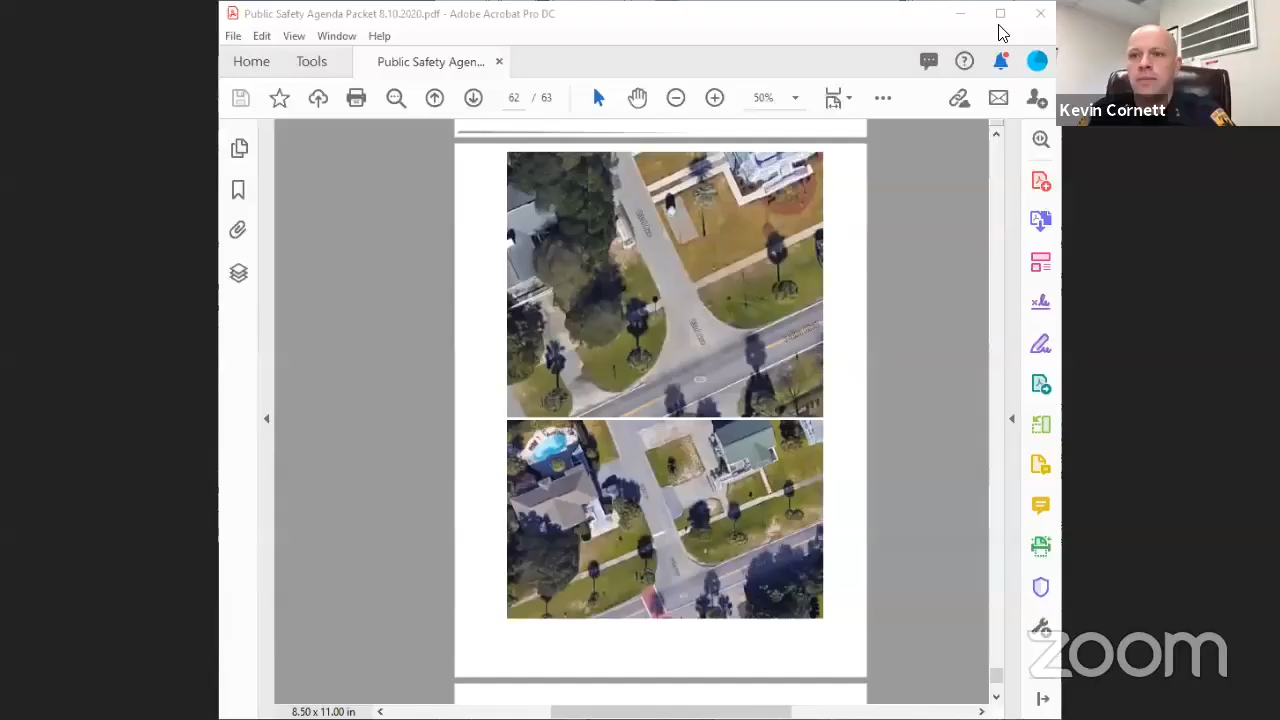 Public Safety Agenda Packet 8.10.2020.pdf - Adobe Acrobat Pro DC
File Edit View Window Help
Home Tools Public Safety Agen... ×
62 / 63 50%
Kevin Cornett
8.50 x 11.00 in
zoom